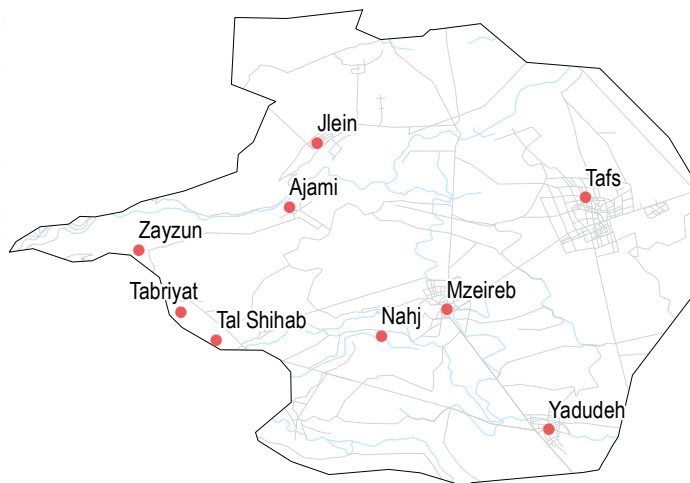 Jlein
Tafs
Ajami
Zayzun
Tabriyat
Mzeireb
Tal Shihab
Nahj
Yadudeh